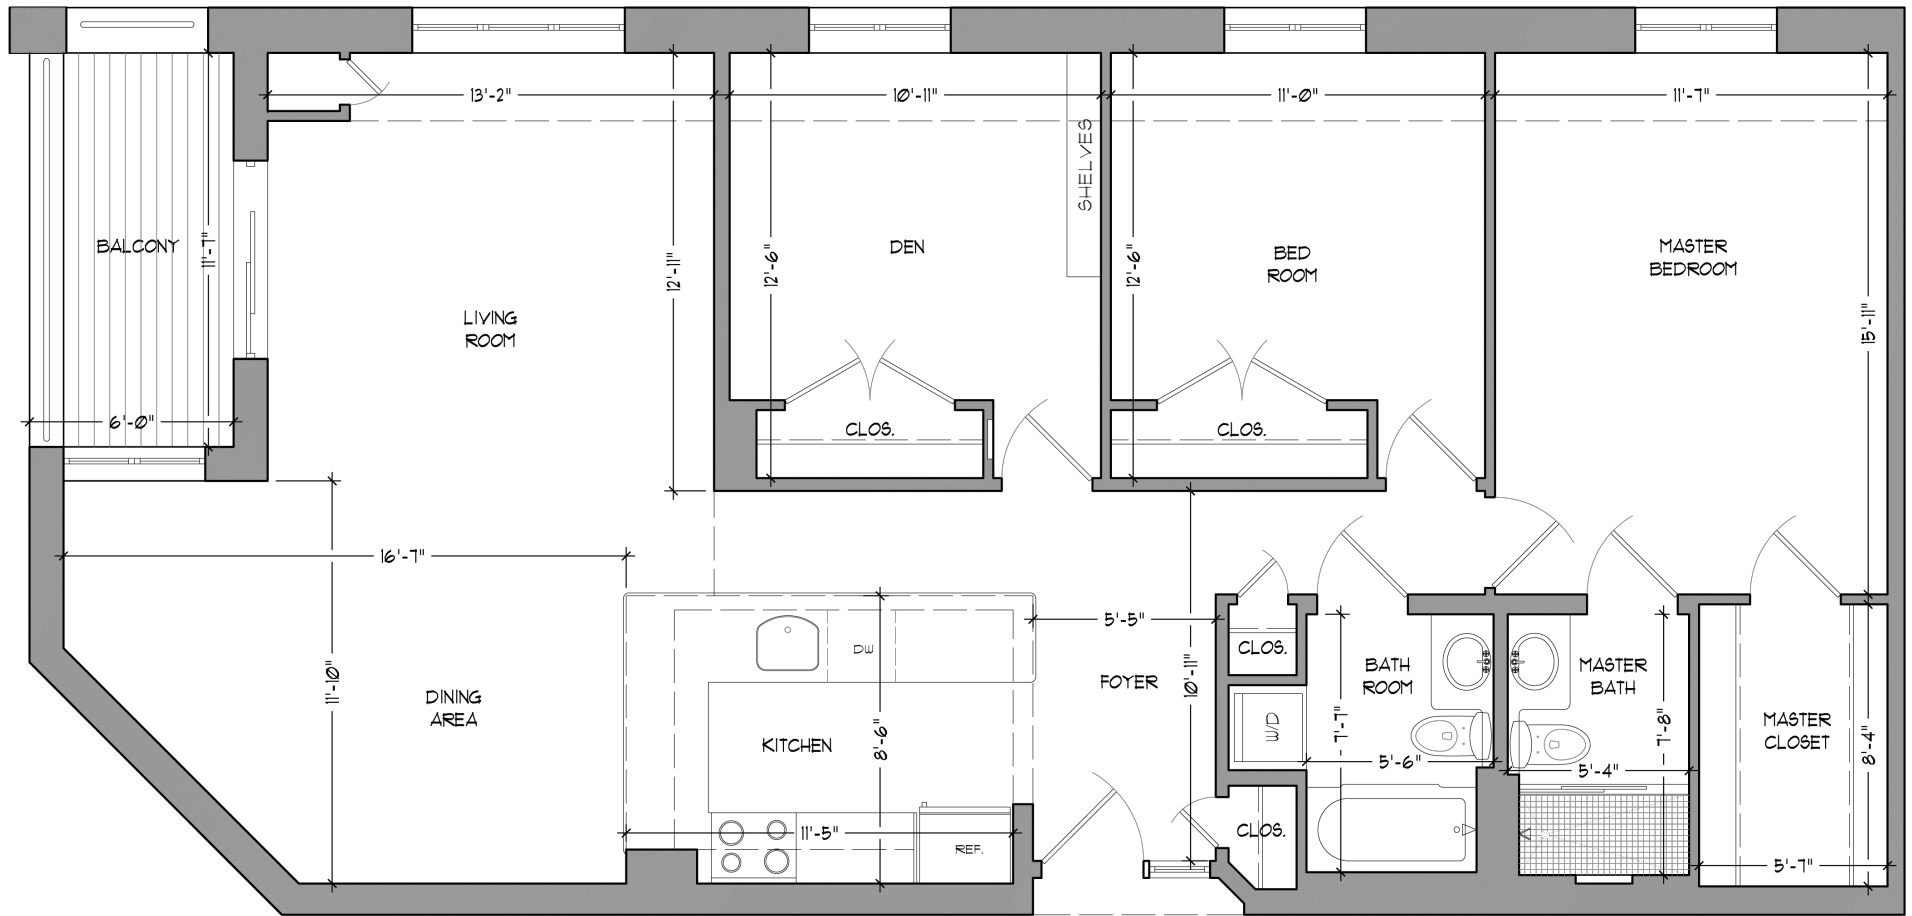 13'-2"
10'-11"
11'-0"
11'-7"
SHELVES
BALCONY
11'-7"
DEN
BED
ROOM
MASTER
BEDROOM
12'-11"
12'-6"
12'-6"
LIVING
ROOM
15'-11"
6'-0"
CLOS.
CLOS.
16'-7"
5'-5"
11'-10"
DW
CLOS.
BATH
ROOM
MASTER
BATH
FOYER
10'-11"
DINING
AREA
KITCHEN
8'-6"
W/D
7'-7"
7'-8"
MASTER
CLOSET
8'-4"
5'-6"
5'-4"
11'-5"
CLOS.
REF.
5'-7"